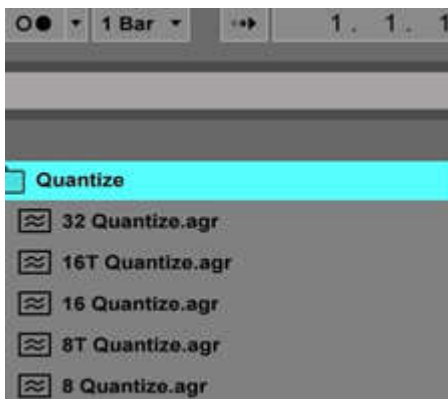 1 Bar 1. 1. 1
Quantize
32 Quantize.agr
16T Quantize.agr
16 Quantize.agr
8T Quantize.agr
8 Quantize.agr